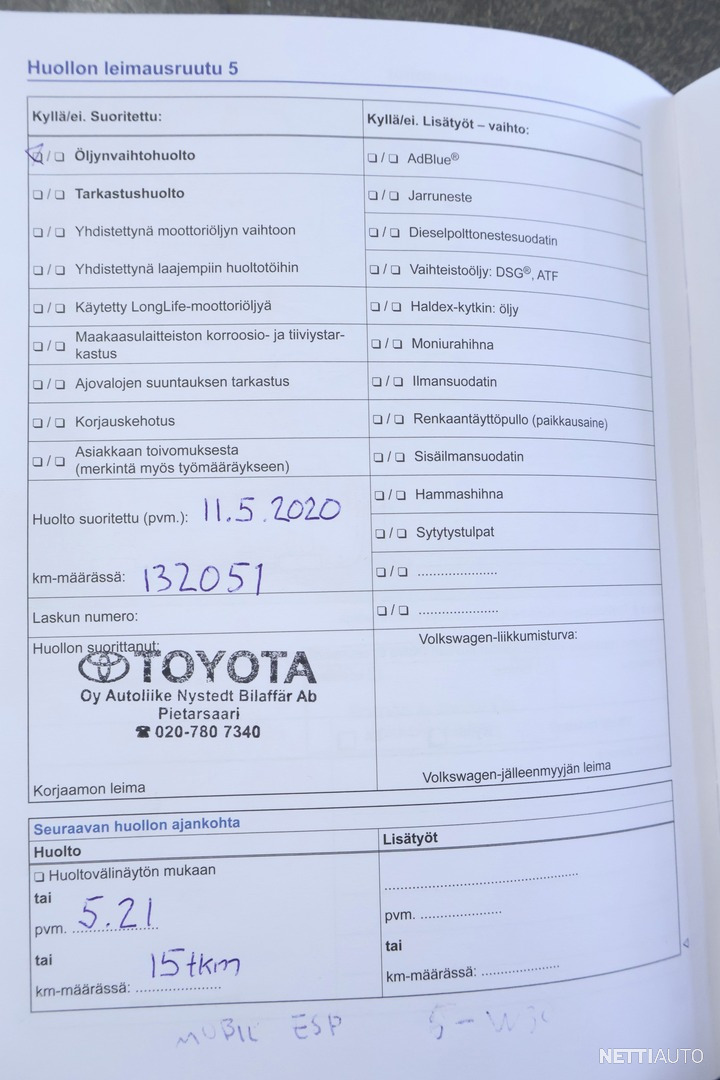 Huollon leimausruutu 5
Kyllä/ei. Suoritettu:
❏ / ❏ Öljynvaihtohuolto
❏ / ❏ Tarkastushuolto
❏ / ❏ Yhdistettynä moottoriöljyn vaihtoon
❏ / ❏ Yhdistettynä laajempiin huoltotöihin
❏ / ❏ Käytetty LongLife-moottoriöljyä
❏ / ❏ Maakaasulaitteiston korroosio- ja tiiviystar-
kastus
❏ / ❏ Ajovalojen suuntauksen tarkastus
❏ / ❏ Korjauskehotus
❏ / ❏ Asiakkaan toivomuksesta
(merkintä myös työmääräykseen)
Huolto suoritettu (pvm.): 11.5.2020
km-määrässä: 132051
Laskun numero:
Huollon suorittanut:
TOYOTA
Oy Autoliike Nystedt Bilaffär Ab
Pietarsaari
☎ 020-780 7340
Korjaamon leima
Kyllä/ei. Lisätyöt – vaihto:
❏ / ❏ AdBlue®
❏ / ❏ Jarruneste
❏ / ❏ Dieselpolttonestesuodatin
❏ / ❏ Vaihteistoöljy: DSG®, ATF
❏ / ❏ Haldex-kytkin: öljy
❏ / ❏ Moniurahihna
❏ / ❏ Ilmansuodatin
❏ / ❏ Renkaantäyttöpullo (paikkausaine)
❏ / ❏ Sisäilmansuodatin
❏ / ❏ Hammashihna
❏ / ❏ Sytytystulpat
❏ / ❏ .....................
❏ / ❏ .....................
Volkswagen-liikkumisturva:
Volkswagen-jälleenmyyjän leima
Seuraavan huollon ajankohta
Huolto
❏ Huoltovälinäytön mukaan
tai
pvm. 5.21
tai
15tkm
km-määrässä: .....................
Lisätyöt
..................................................
pvm. .....................
tai
km-määrässä: .....................
MOBIL ESP 5-W30
NETTIAUTO